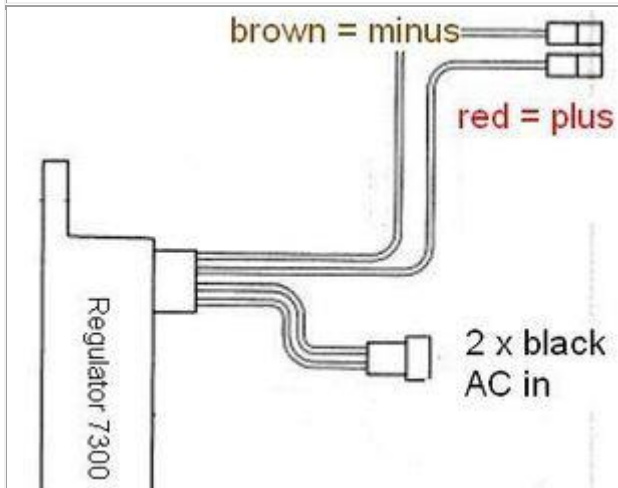 brown = minus
red = plus
2 x black
AC in
Regulator 7300